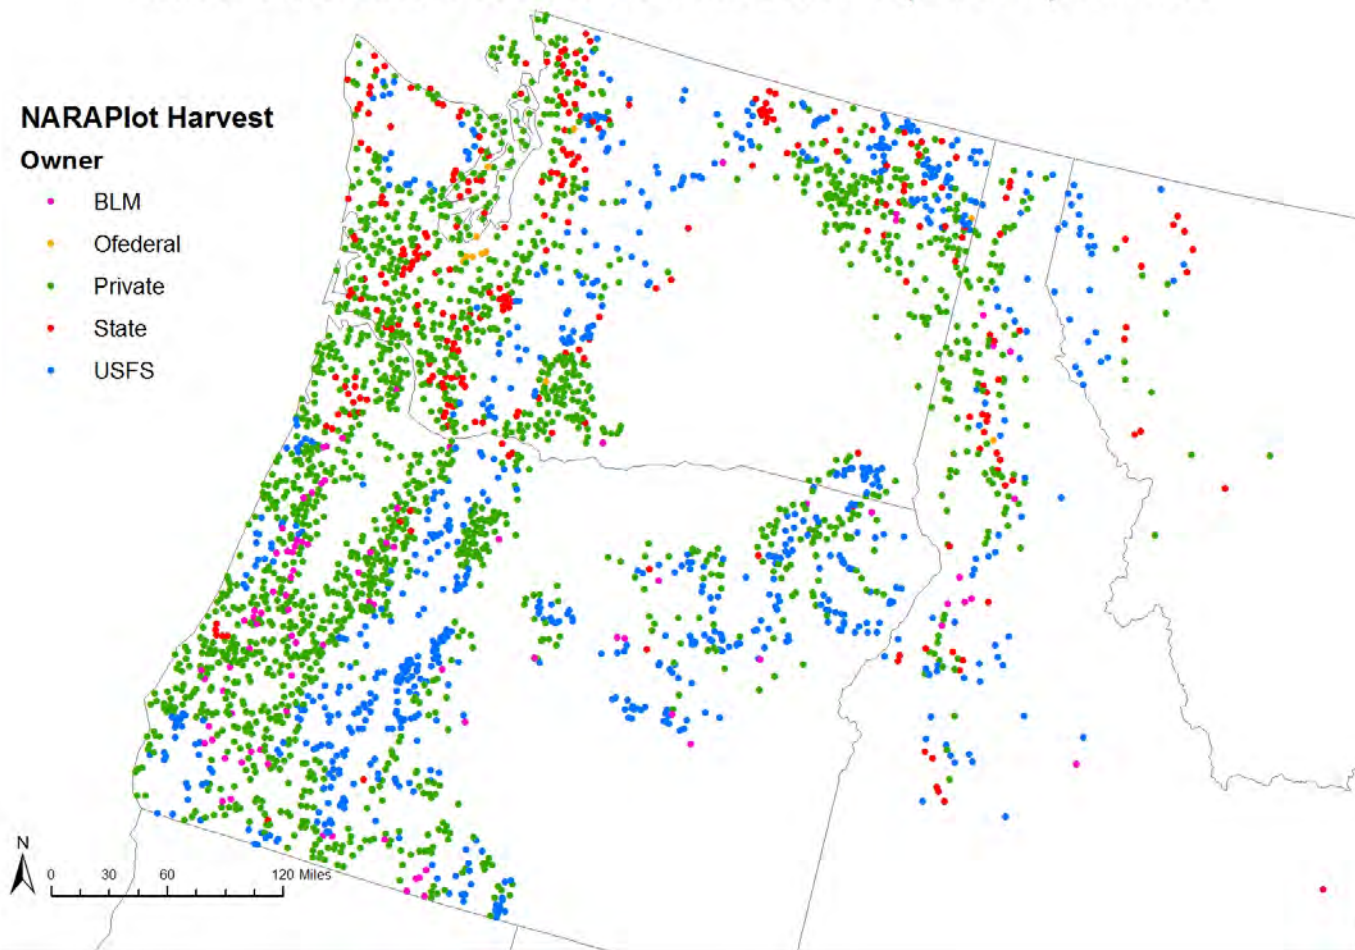 NARAPlot Harvest
Owner
BLM
Ofederal
Private
State
USFS
N
0 30 60 120 Miles